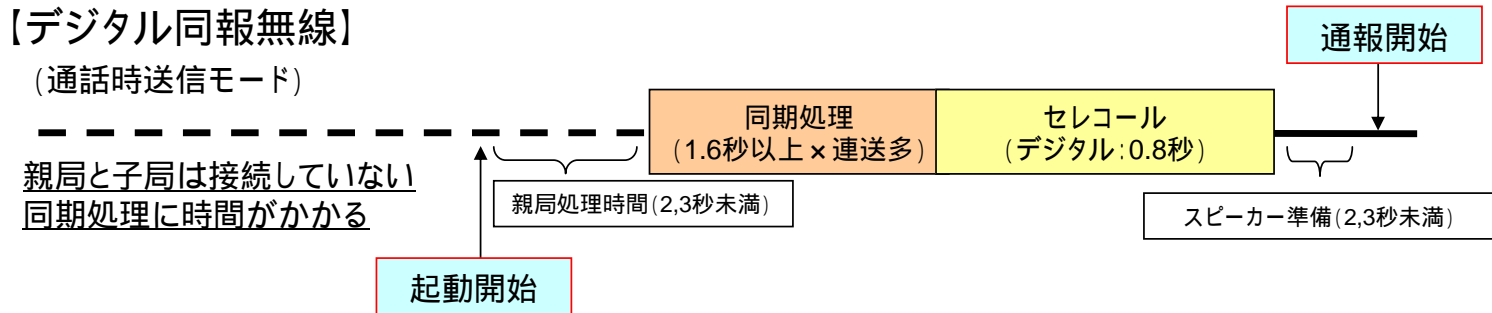 【デジタル同報無線】
(通話時送信モード)
通報開始
同期処理
(1.6秒以上×連送多)
セレコール
(デジタル:0.8秒)
親局と子局は接続していない
同期処理に時間がかかる
親局処理時間(2,3秒未満)
スピーカー準備(2,3秒未満)
起動開始